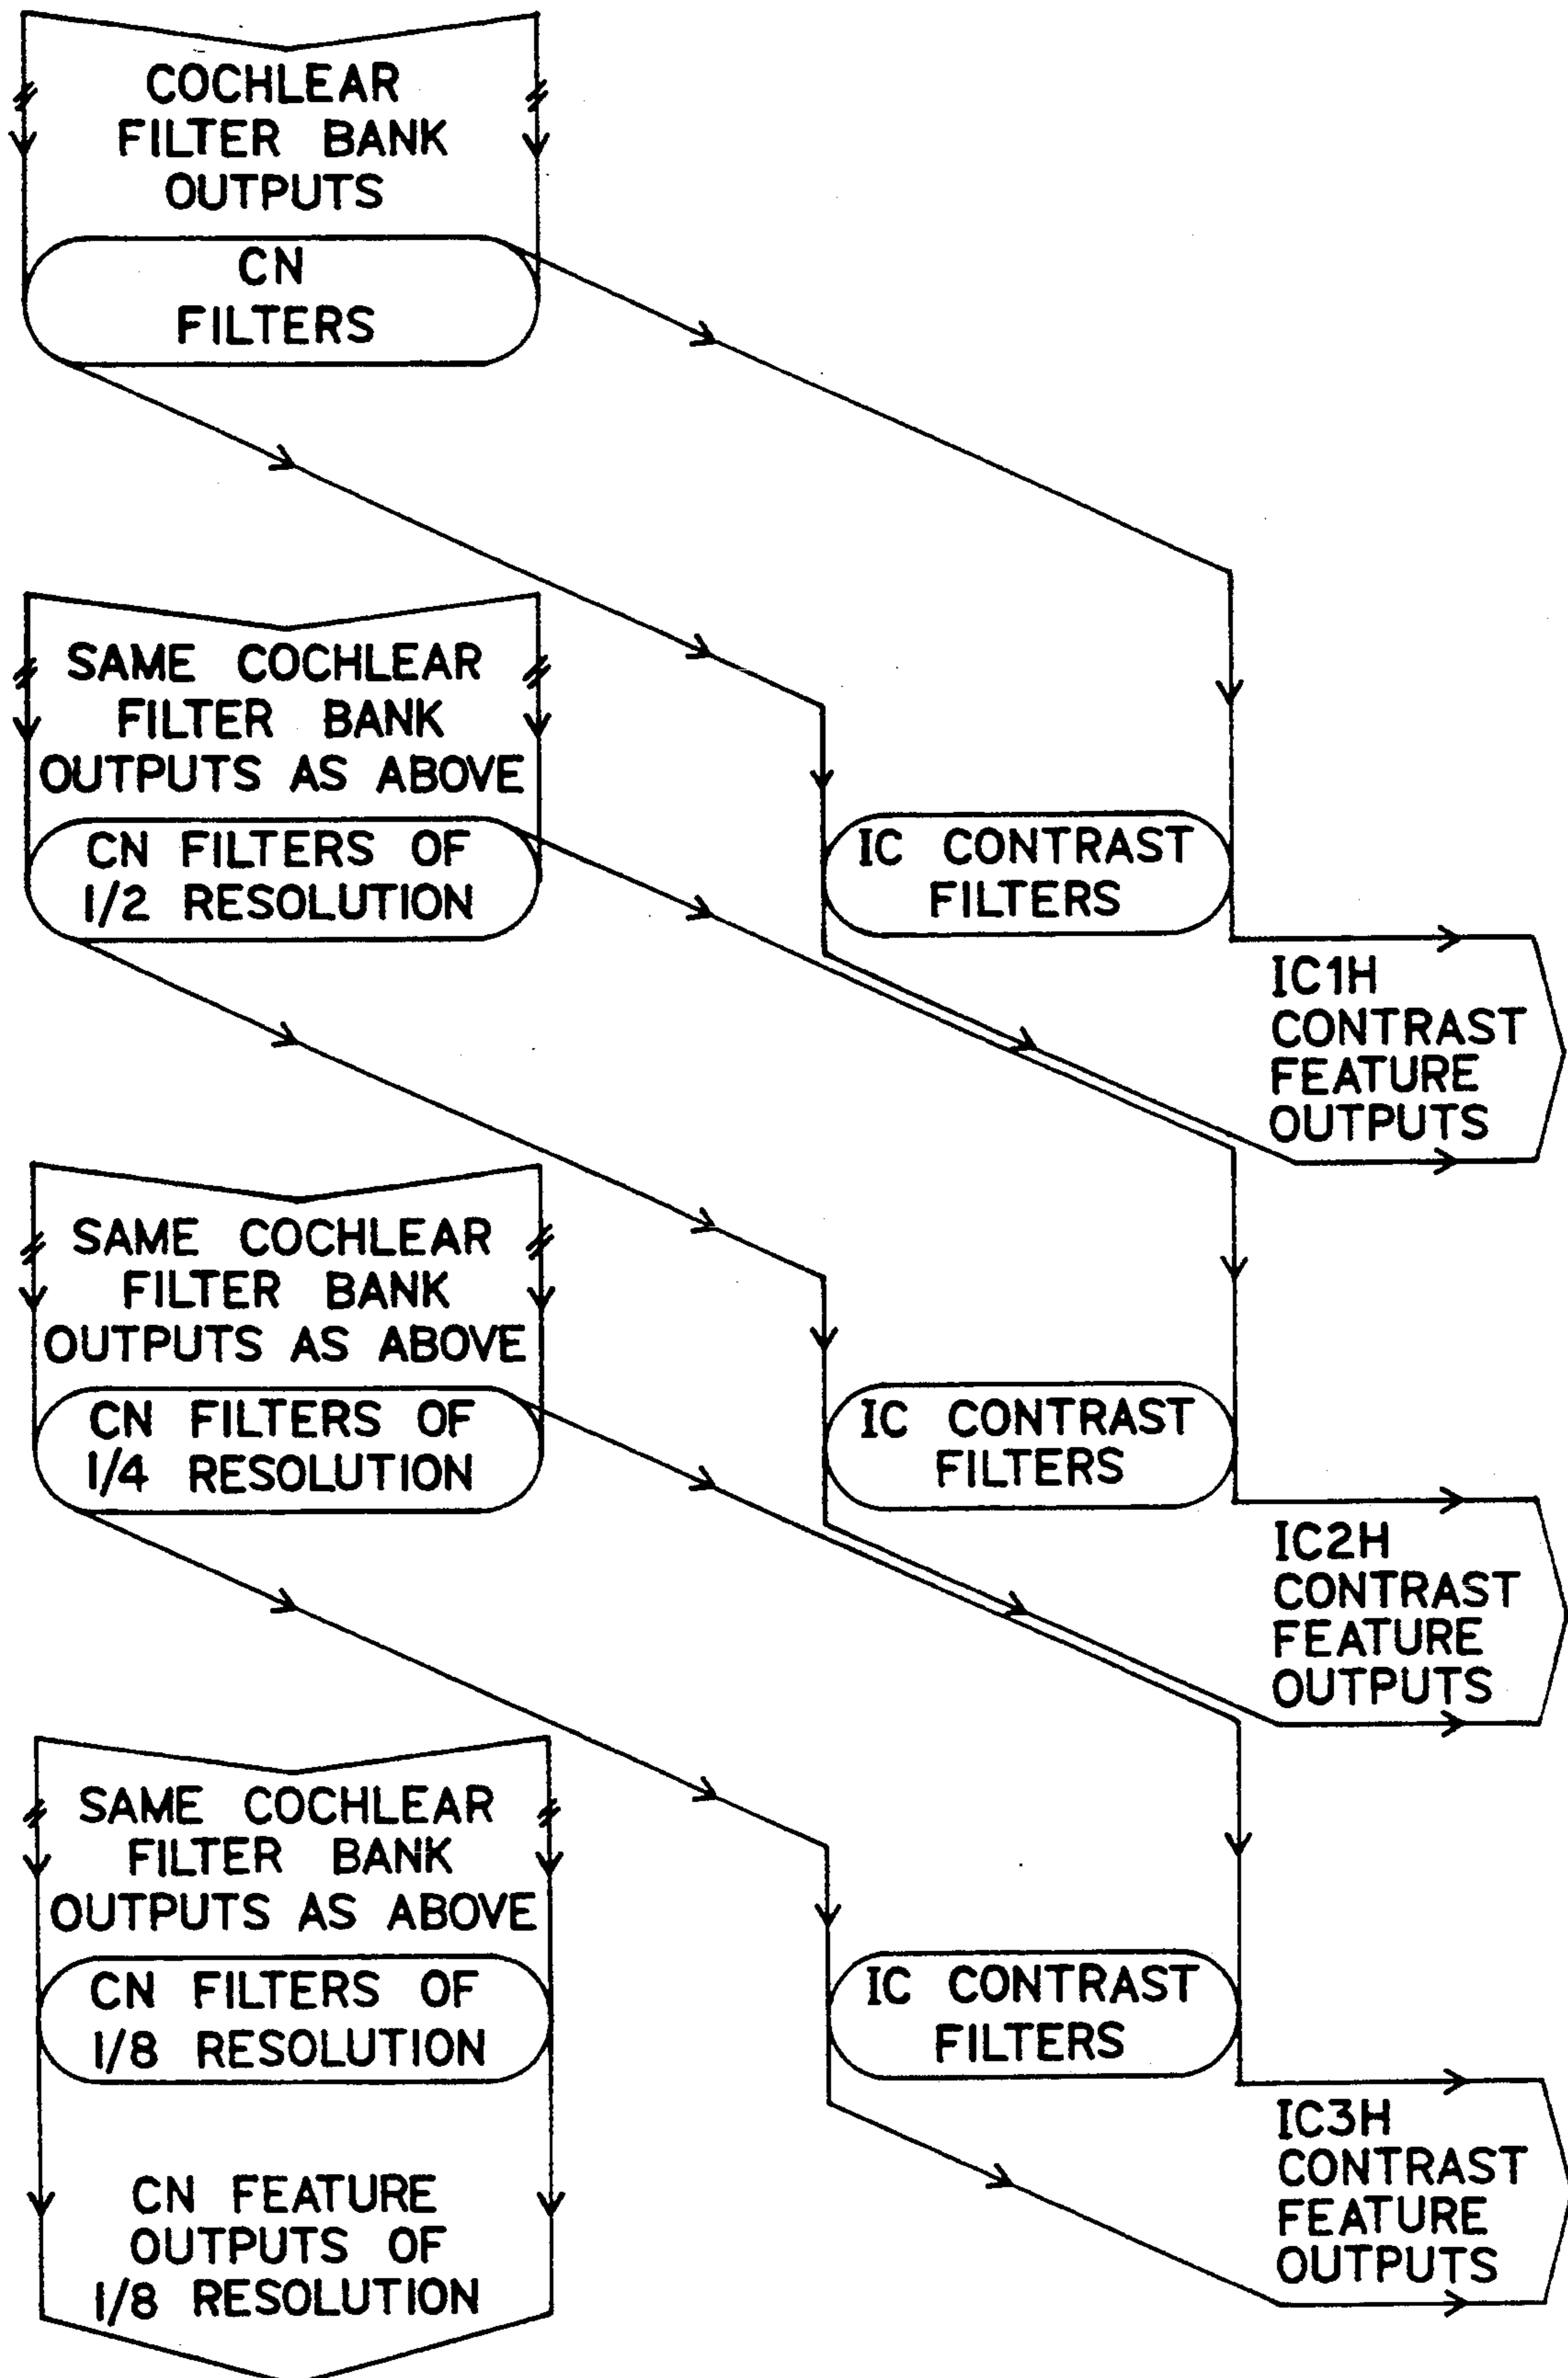 COCHLEAR
FILTER BANK
OUTPUTS
CN
FILTERS
SAME COCHLEAR
FILTER BANK
OUTPUTS AS ABOVE
CN FILTERS OF
1/2 RESOLUTION
IC CONTRAST
FILTERS
IC1H
CONTRAST
FEATURE
OUTPUTS
SAME COCHLEAR
FILTER BANK
OUTPUTS AS ABOVE
CN FILTERS OF
1/4 RESOLUTION
IC CONTRAST
FILTERS
IC2H
CONTRAST
FEATURE
OUTPUTS
SAME COCHLEAR
FILTER BANK
OUTPUTS AS ABOVE
CN FILTERS OF
1/8 RESOLUTION
IC CONTRAST
FILTERS
IC3H
CONTRAST
FEATURE
OUTPUTS
CN FEATURE
OUTPUTS OF
1/8 RESOLUTION